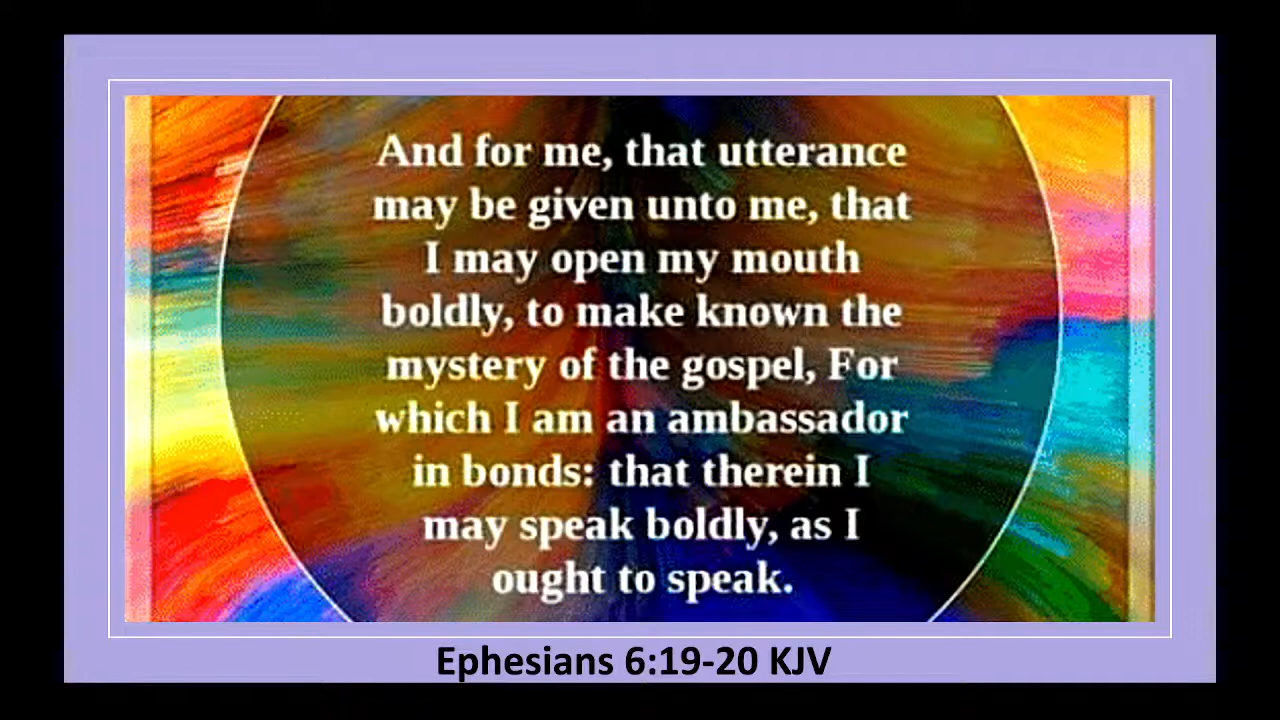 And for me, that utterance
may be given unto me, that
I may open my mouth
boldly, to make known the
mystery of the gospel, For
which I am an ambassador
in bonds: that therein I
may speak boldly, as I
ought to speak.
Ephesians 6:19-20 KJV